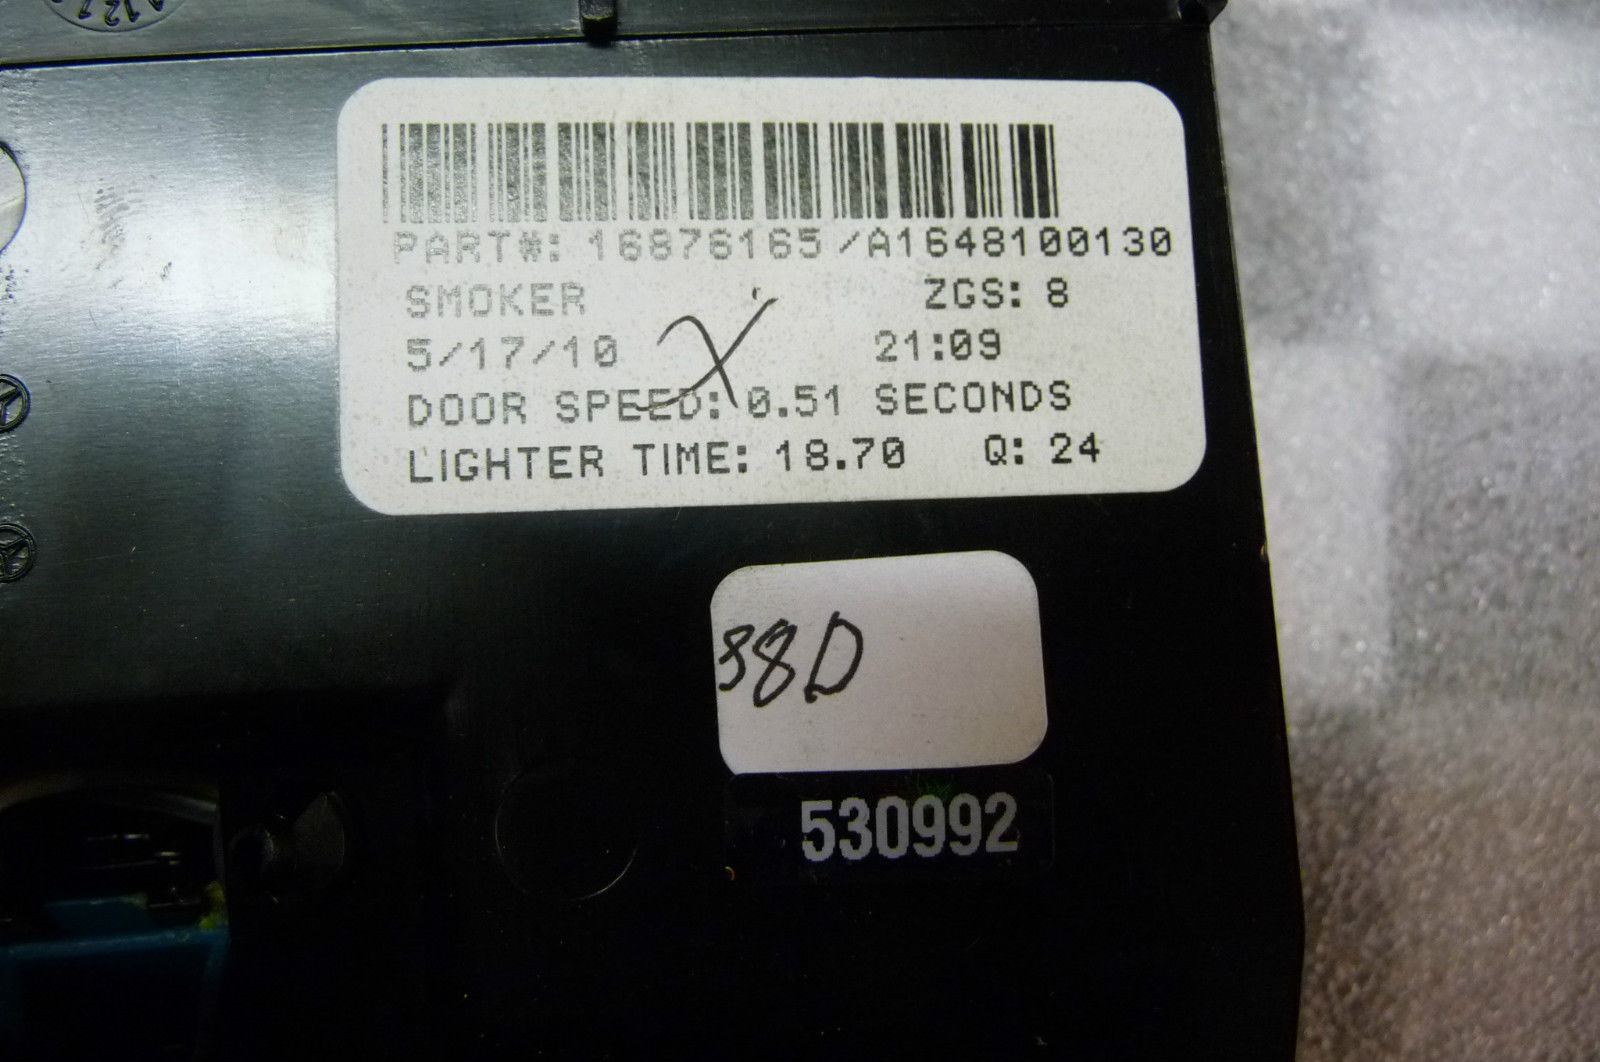 PART#: 16876165/A1648100130
SMOKER ZGS: 8
5/17/10 X 21:09
DOOR SPEED: 0.51 SECONDS
LIGHTER TIME: 18.70 Q: 24
38D
530992